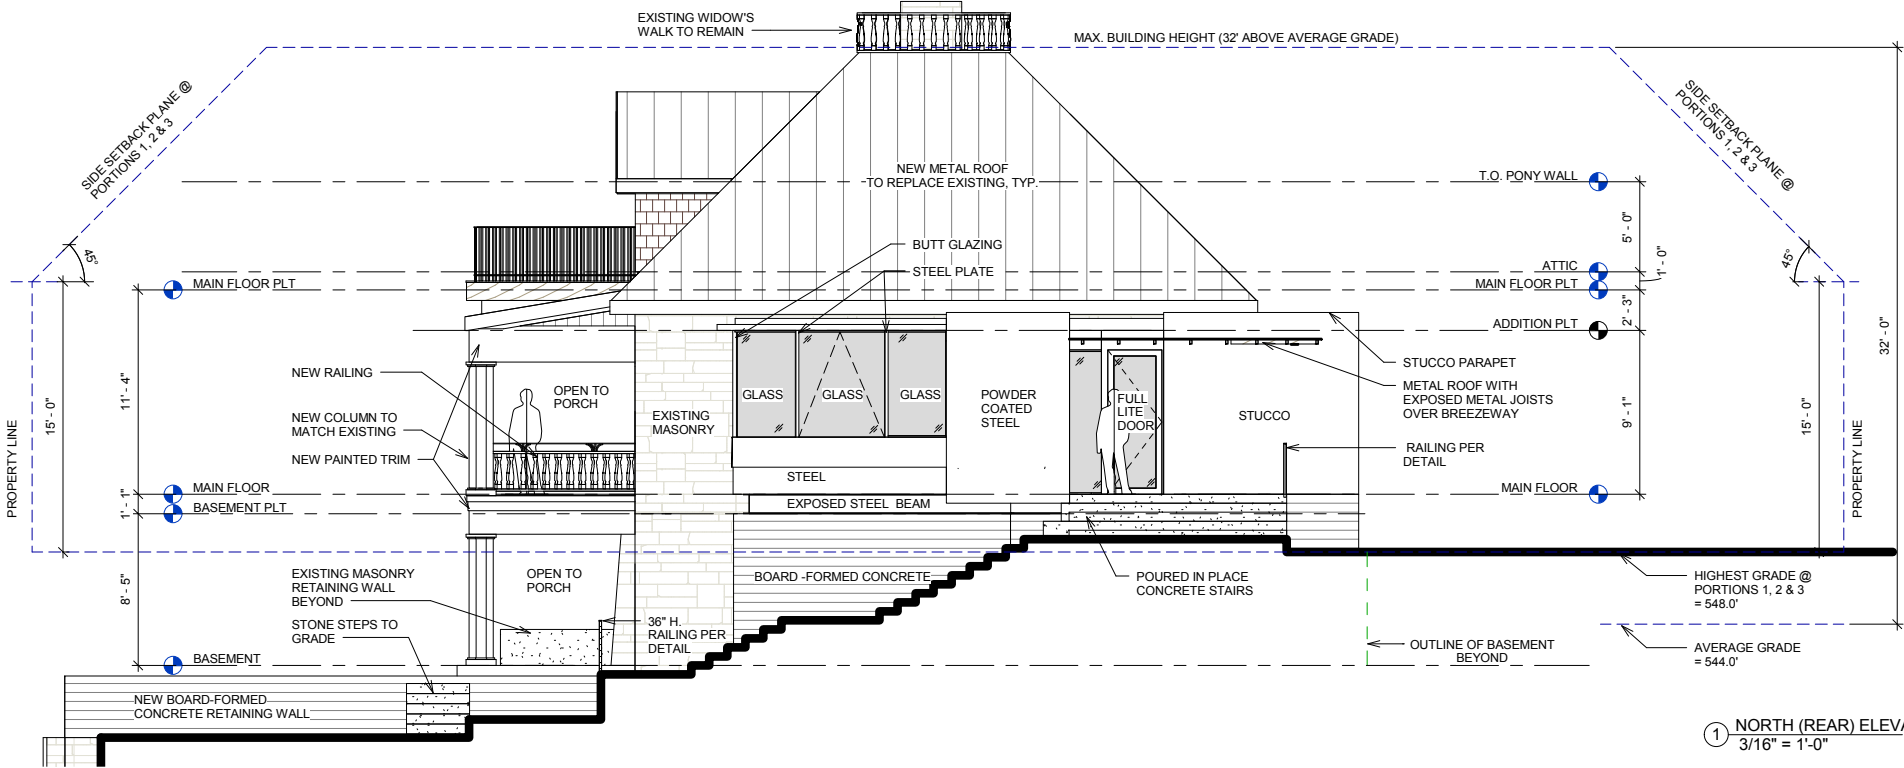 EXISTING WIDOW'S
WALK TO REMAIN
MAX. BUILDING HEIGHT (32' ABOVE AVERAGE GRADE)
SIDE SETBACK PLANE @
PORTIONS 1, 2 & 3
SIDE SETBACK PLANE @
PORTIONS 1, 2 & 3
NEW METAL ROOF
TO REPLACE EXISTING, TYP.
T.O. PONY WALL
5' - 0"
45°
45°
BUTT GLAZING
STEEL PLATE
ATTIC
1' - 0"
MAIN FLOOR PLT
MAIN FLOOR PLT
2' - 3"
ADDITION PLT
32' - 0"
STUCCO PARAPET
METAL ROOF WITH
EXPOSED METAL JOISTS
OVER BREEZEWAY
NEW RAILING
OPEN TO
PORCH
GLASS
GLASS
GLASS
POWDER
COATED
STEEL
FULL
LITE
DOOR
STUCCO
11' - 4"
15' - 0"
NEW COLUMN TO
MATCH EXISTING
EXISTING
MASONRY
9' - 1"
15' - 0"
NEW PAINTED TRIM
RAILING PER
DETAIL
PROPERTY LINE
PROPERTY LINE
STEEL
MAIN FLOOR
MAIN FLOOR
1' - 1"
BASEMENT PLT
EXPOSED STEEL BEAM
8' - 5"
EXISTING MASONRY
RETAINING WALL
BEYOND
OPEN TO
PORCH
BOARD -FORMED CONCRETE
POURED IN PLACE
CONCRETE STAIRS
HIGHEST GRADE @
PORTIONS 1, 2 & 3
= 548.0'
STONE STEPS TO
GRADE
36" H.
RAILING PER
DETAIL
OUTLINE OF BASEMENT
BEYOND
AVERAGE GRADE
= 544.0'
BASEMENT
NEW BOARD-FORMED
CONCRETE RETAINING WALL
1
NORTH (REAR) ELEVA
3/16" = 1'-0"